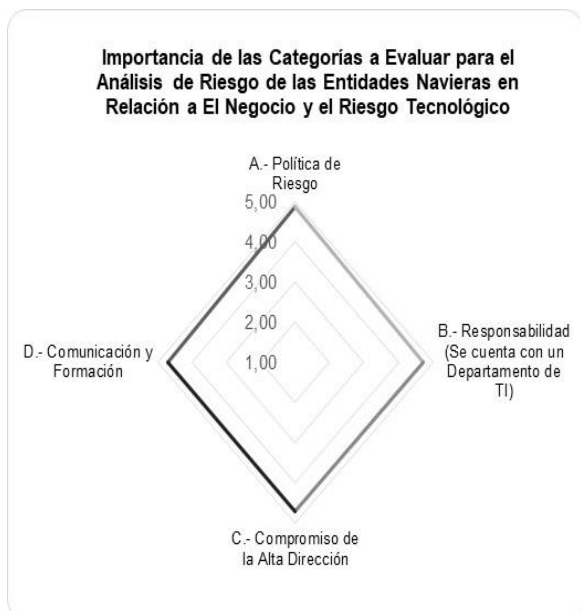 Importancia de las Categorías a Evaluar para el
Análisis de Riesgo de las Entidades Navieras en
Relación a El Negocio y el Riesgo Tecnológico
A.- Política de
Riesgo
5,00
4,00
3,00
2,00
1,00
B.- Responsabilidad
(Se cuenta con un
Departamento de
TI)
D.- Comunicación y
Formación
C.- Compromiso de
la Alta Dirección